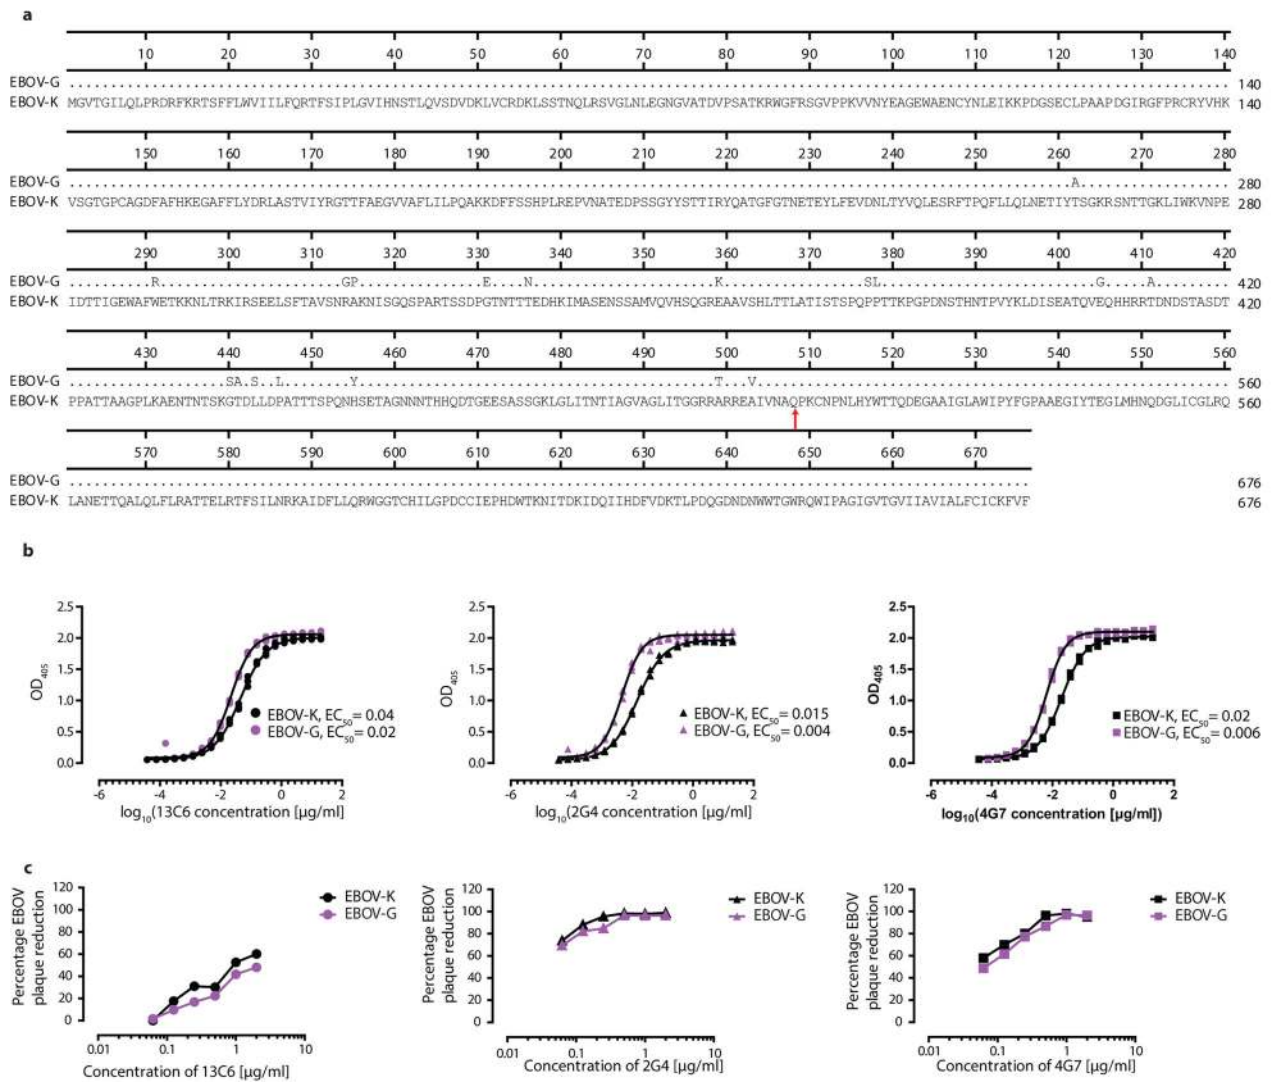 a
10 20 30 40 50 60 70 80 90 100 110 120 130 140
EBOV-G ............................................................................................................................................ 140
EBOV-K MGVTGILQLPRDRFKRTSFFLWVIILFQRTFSIPLGVIHNSTLQVSDVDKLVCRDKLSSTNQLRSVGLNLEGNGVATDVPSATKRWGFRSGVPPKVVNYEAGEWAENCYNLEIKKPDGSECLPAAPDGIRGFPRCRYVHK 140
150 160 170 180 190 200 210 220 230 240 250 260 270 280
EBOV-G .........................................................................................................................A.................. 280
EBOV-K VSGTGPCAGDFAFHKEGAFFLYDRLASTVIYRGTTFAEGVVAFLILPQAKKDFFSSHPLREPVNATEDPSSGYYSTTIRYQATGFGTNETEYLFEVDNLTYVQLESRFTPQFLLQLNETIYTSGKRSNTTGKLIWKVNPE 280
290 300 310 320 330 340 350 360 370 380 390 400 410 420
EBOV-G ..........R......................GP...............E....N......................K.................SL..........................G.....A......... 420
EBOV-K IDTTIGEWAFWETKKNLTRKIRSEELSFTAVSNRAKNISGQSPARTSSDPGTNTTTEDHKIMASENSSAMVQVHSQGREAAVSHLTTLATISTSPQPPTTKPGPDNSTHNTPVYKLDISEATQVEQHHRRTDNDSTASDT 420
430 440 450 460 470 480 490 500 510 520 530 540 550 560
EBOV-G ...................SA.S..L........Y...........................................T...V......................................................... 560
EBOV-K PPATTAAGPLKAENTNTSKGTDLLDPATTTSPQNHSETAGNNNTHHQDTGEESASSGKLGLITNTIAGVAGLITGGRRARREAIVNAQPKCNPNLHYWTTQDEGAAIGLAWIPYFGPAAEGIYTEGLMHNQDGLICGLRQ 560
570 580 590 600 610 620 630 640 650 660 670
EBOV-G .................................................................................................................... 676
EBOV-K LANETTQALQLFLRATTELRTFSILNRKAIDFLLQRWGGTCHILGPDCCIEPHDWTKNITDKIDQIIHDFVDKTLPDQGDNDNWWTGWRQWIPAGIGVTGVIIAVIALFCICKFVF 676
b
OD405
2.5
2.0
1.5
1.0
0.5
0.0
EBOV-K, EC50= 0.04
EBOV-G, EC50= 0.02
-6 -4 -2 0 2
log10(13C6 concentration [µg/ml]
OD405
2.5
2.0
1.5
1.0
0.5
0.0
EBOV-K, EC50= 0.015
EBOV-G, EC50= 0.004
-6 -4 -2 0 2
log10(2G4 concentration [µg/ml]
OD405
2.5
2.0
1.5
1.0
0.5
0.0
EBOV-K, EC50= 0.02
EBOV-G, EC50= 0.006
-6 -4 -2 0 2
log10(4G7 concentration [µg/ml])
c
Percentage EBOV
plaque reduction
120
100
80
60
40
20
0
EBOV-K
EBOV-G
0.01 0.1 1 10
Concentration of 13C6 [µg/ml]
Percentage EBOV
plaque reduction
120
100
80
60
40
20
0
EBOV-K
EBOV-G
0.01 0.1 1 10
Concentration of 2G4 [µg/ml]
Percentage EBOV
plaque reduction
120
100
80
60
40
20
0
EBOV-K
EBOV-G
0.01 0.1 1 10
Concentration of 4G7 [µg/ml]